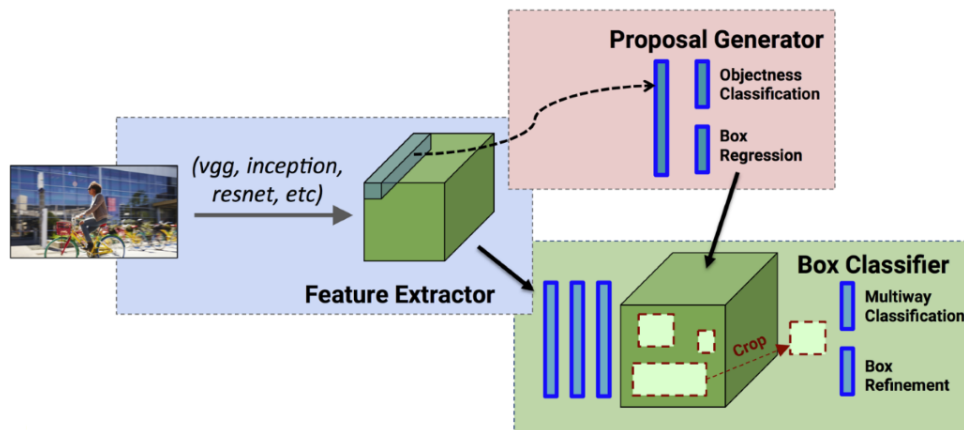 Proposal Generator
Objectness
Classification
Box
Regression
(vgg, inception,
resnet, etc)
Feature Extractor
Box Classifier
Multiway
Classification
Crop
Box
Refinement